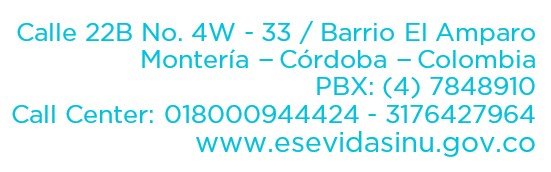 Calle 22B No. 4W - 33 / Barrio El Amparo
Montería – Córdoba – Colombia
PBX: (4) 7848910
Call Center: 018000944424 - 3176427964
www.esevidasinu.gov.co